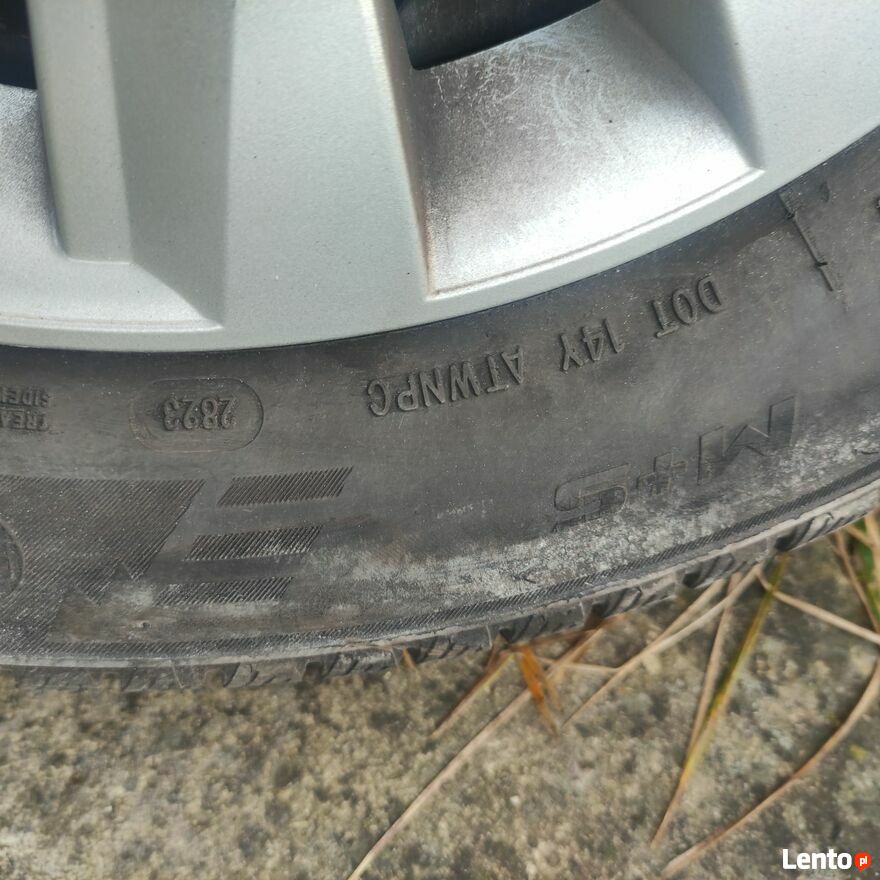 DOT 14Y ATWNPC 2823
M+S
Lento.pl